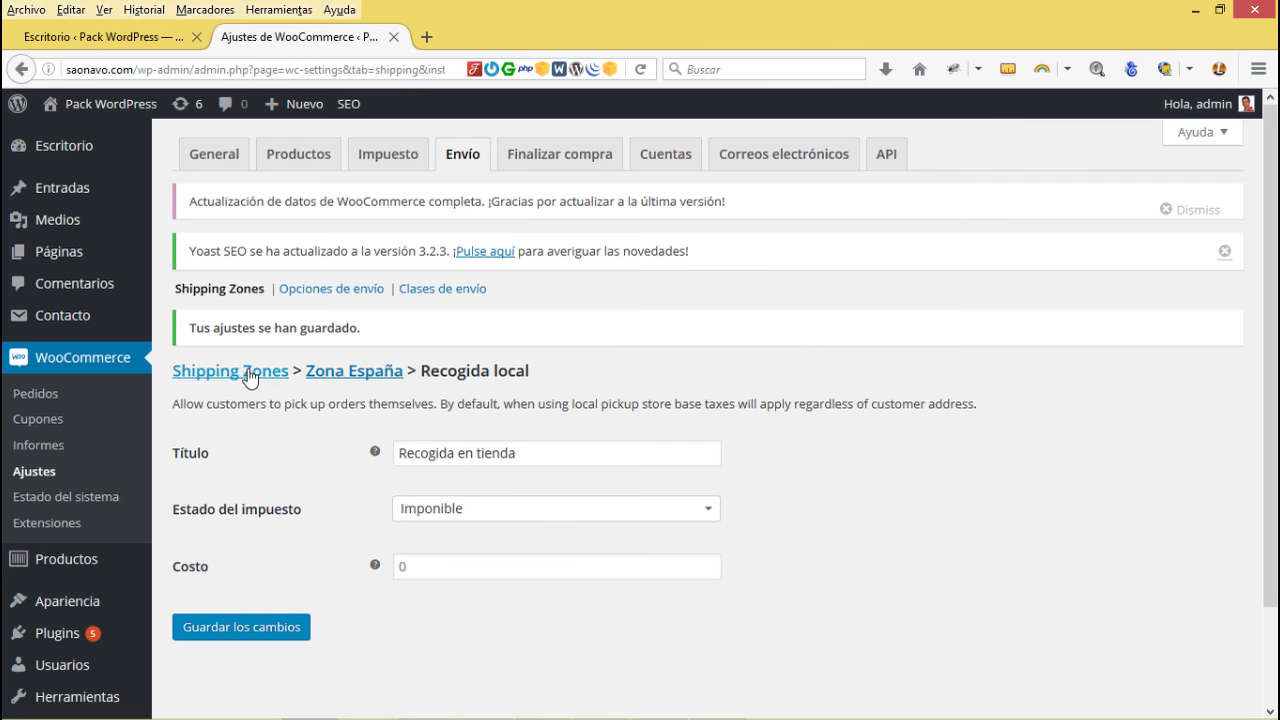 Archivo Editar Ver Historial Marcadores Herramientas Ayuda
Escritorio ‹ Pack WordPress — ...
Ajustes de WooCommerce ‹ P...
saonavo.com/wp-admin/admin.php?page=wc-settings&tab=shipping&inst
Buscar
Pack WordPress 6 0 Nuevo SEO Hola, admin
Ayuda
Escritorio
Entradas
Medios
Páginas
Comentarios
Contacto
WooCommerce
Pedidos
Cupones
Informes
Ajustes
Estado del sistema
Extensiones
Productos
Apariencia
Plugins 5
Usuarios
Herramientas
General Productos Impuesto Envío Finalizar compra Cuentas Correos electrónicos API
Actualización de datos de WooCommerce completa. ¡Gracias por actualizar a la última versión!
Dismiss
Yoast SEO se ha actualizado a la versión 3.2.3. ¡Pulse aquí para averiguar las novedades!
Shipping Zones | Opciones de envío | Clases de envío
Tus ajustes se han guardado.
Shipping Zones > Zona España > Recogida local
Allow customers to pick up orders themselves. By default, when using local pickup store base taxes will apply regardless of customer address.
Título Recogida en tienda
Estado del impuesto Imponible
Costo 0
Guardar los cambios